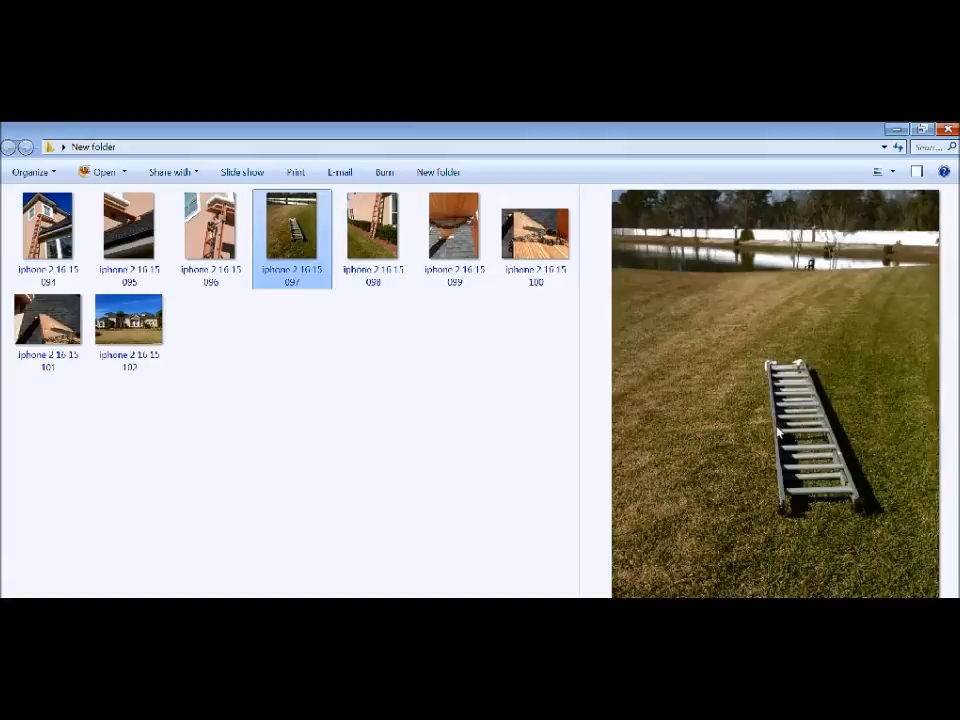 New folder
Searc...
Organize
Open
Share with
Slide show
Print
E-mail
Burn
New folder
iphone 2 16 15 094
iphone 2 16 15 095
iphone 2 16 15 096
iphone 2 16 15 097
iphone 2 16 15 098
iphone 2 16 15 099
iphone 2 16 15 100
iphone 2 16 15 101
iphone 2 16 15 102